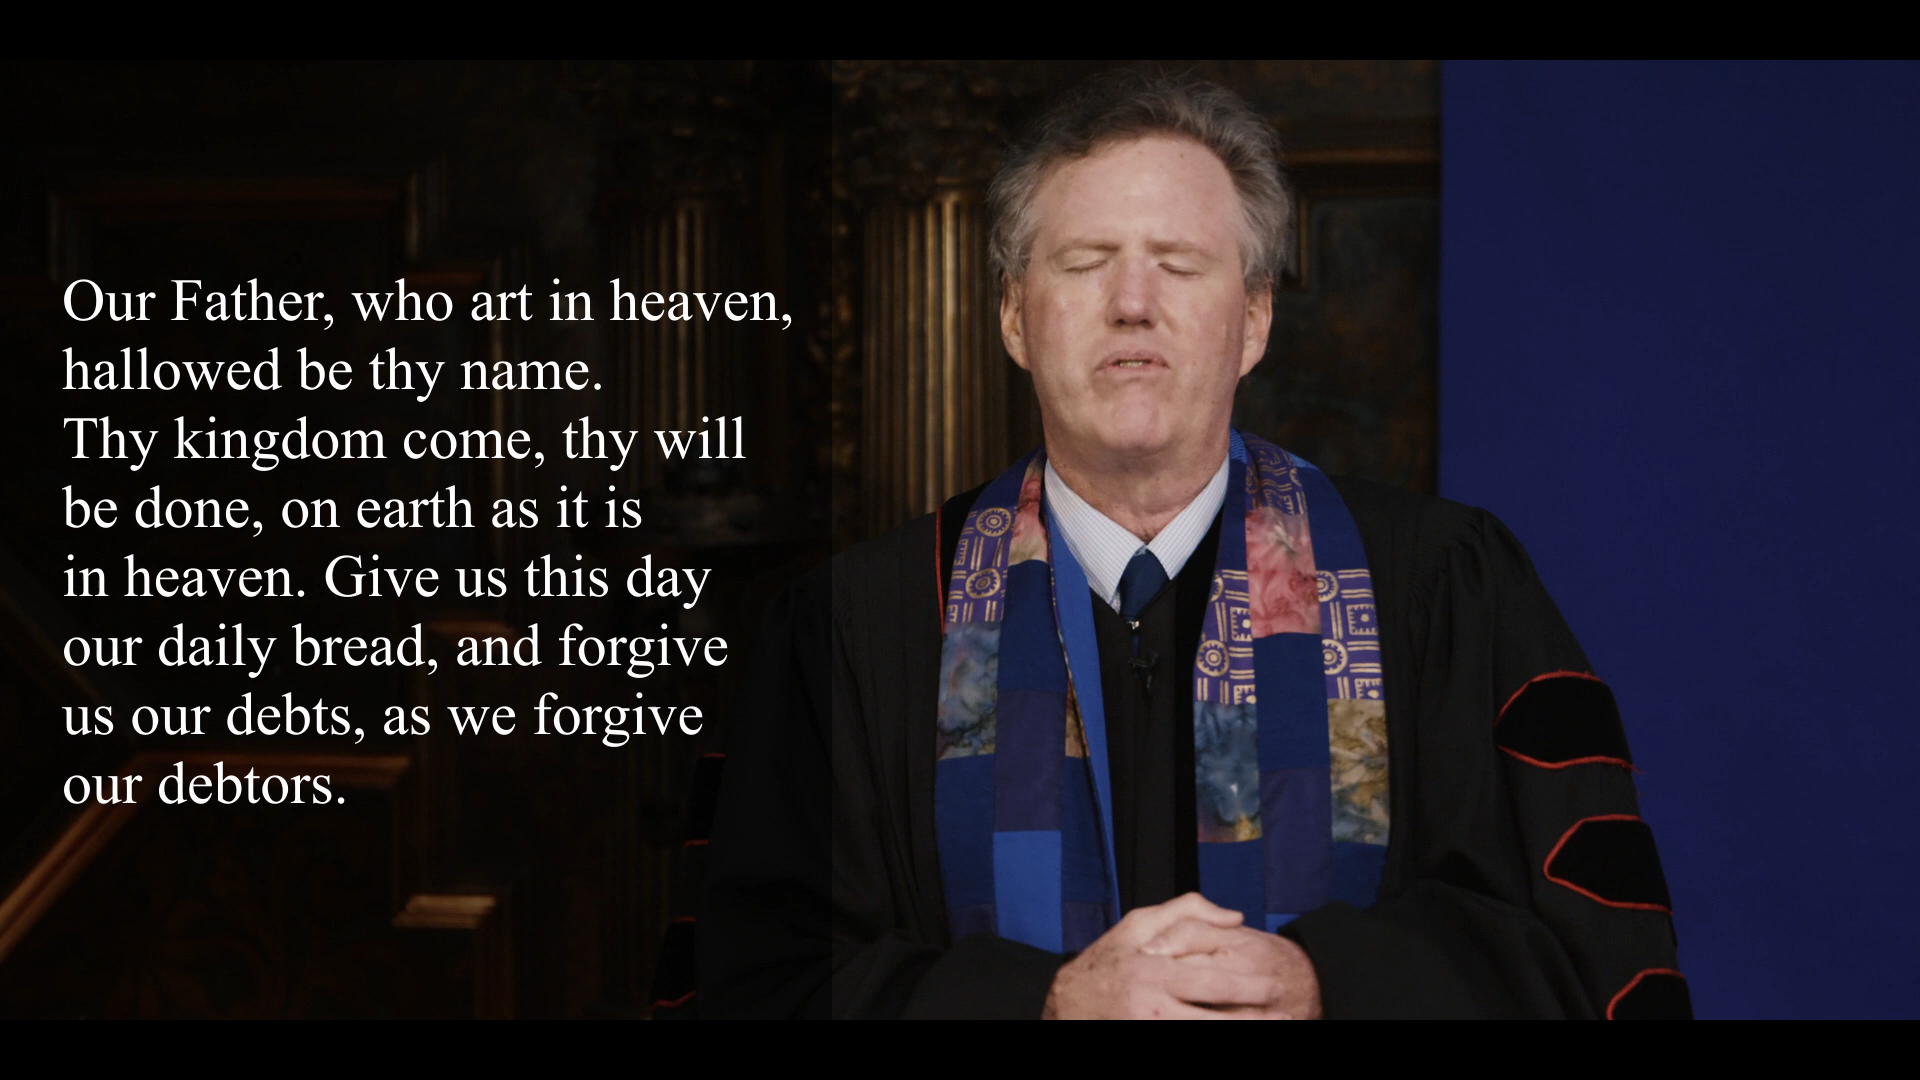 Our Father, who art in heaven,
hallowed be thy name.
Thy kingdom come, thy will
be done, on earth as it is
in heaven. Give us this day
our daily bread, and forgive
us our debts, as we forgive
our debtors.